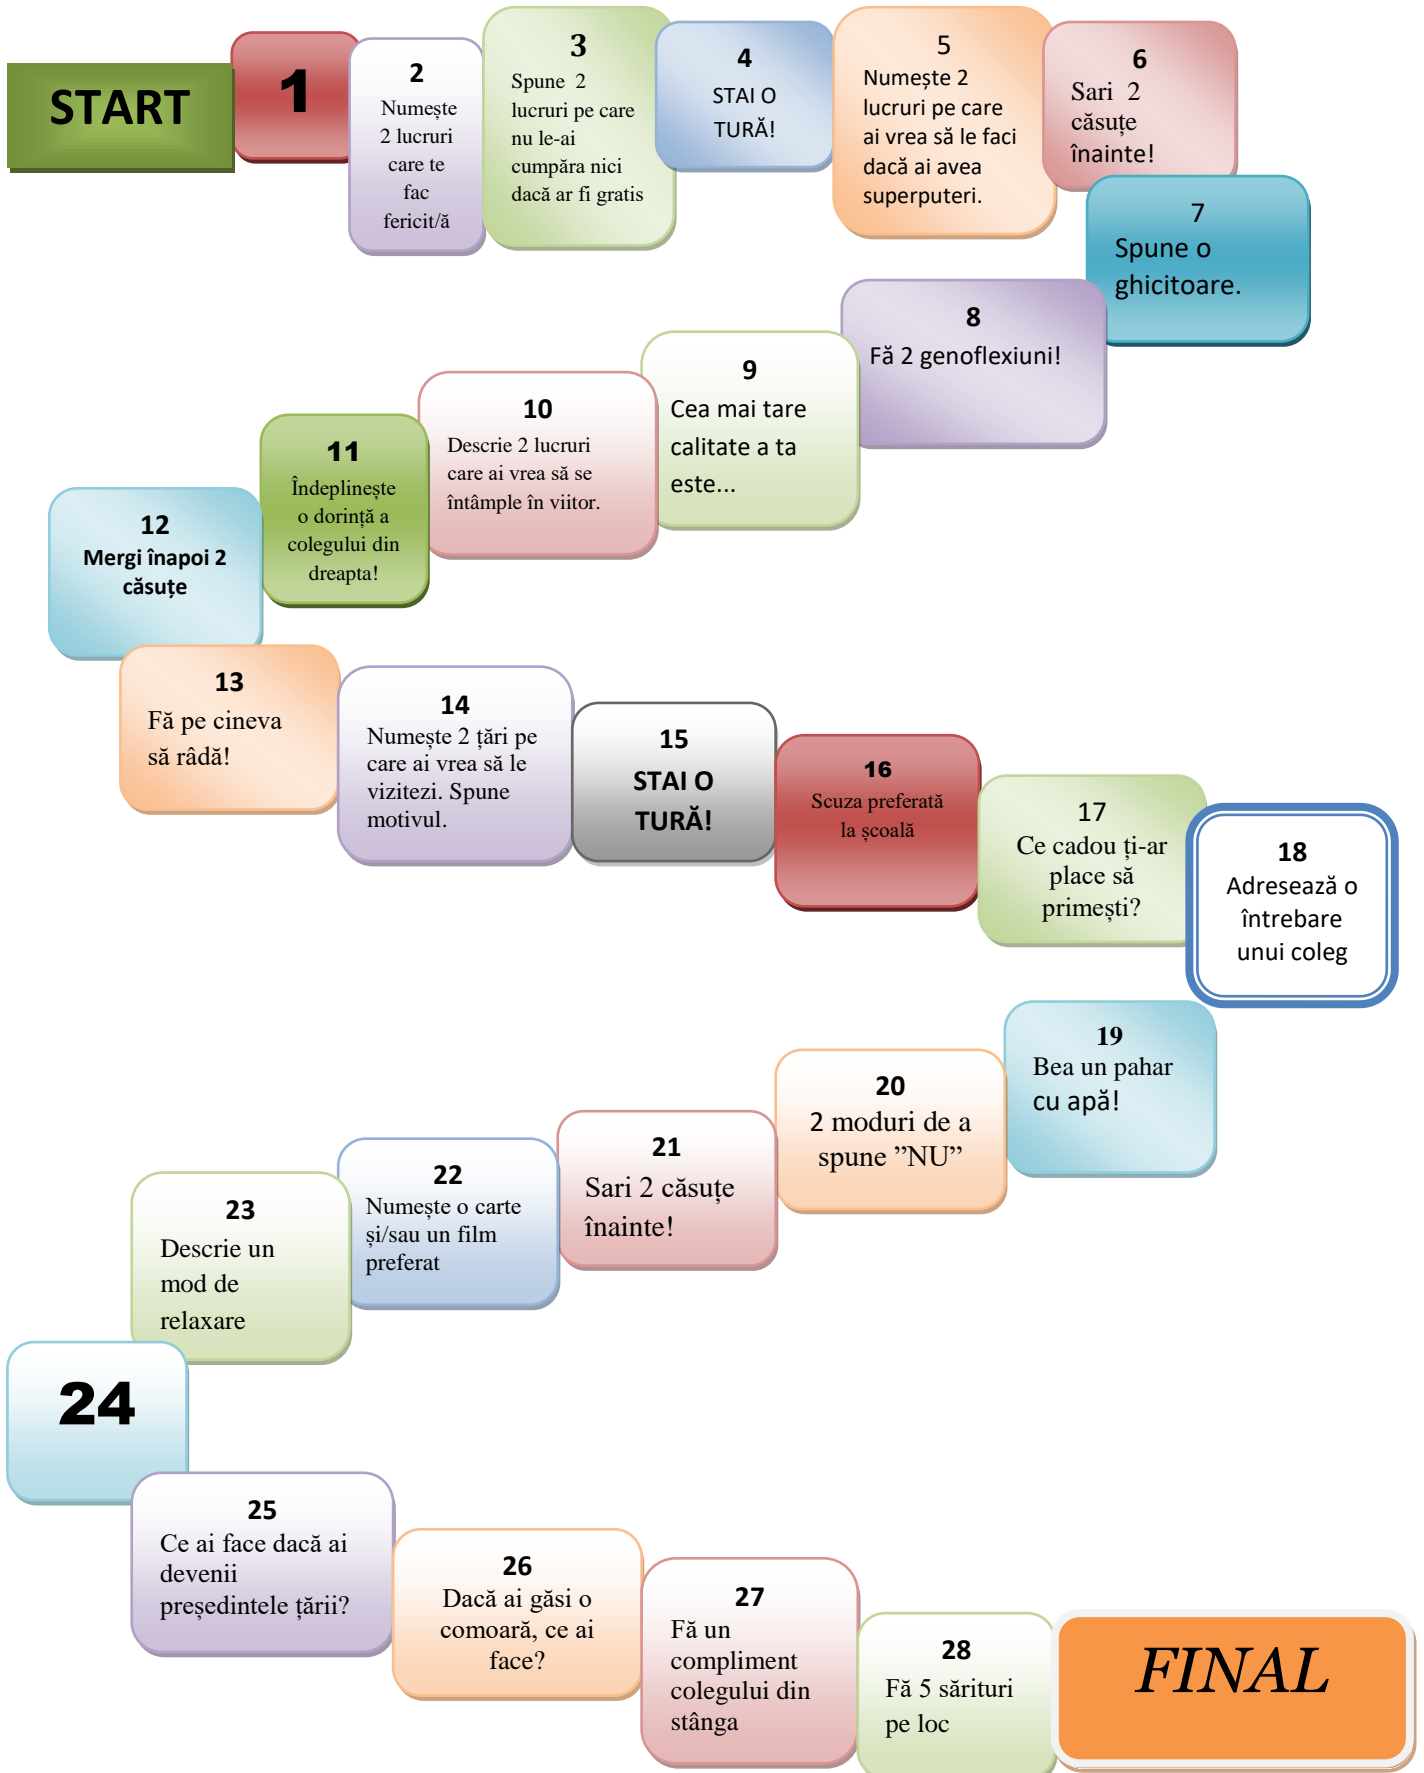 START
1
2
Numește
2 lucruri
care te
fac
fericit/ă
3
Spune 2
lucruri pe care
nu le-ai
cumpăra nici
dacă ar fi gratis
4
STAI O
TURĂ!
5
Numește 2
lucruri pe care
ai vrea să le faci
dacă ai avea
superputeri.
6
Sari 2
căsuțe
înainte!
7
Spune o
ghicitoare.
8
Fă 2 genoflexiuni!
9
Cea mai tare
calitate a ta
este...
10
Descrie 2 lucruri
care ai vrea să se
întâmple în viitor.
11
Îndeplinește
o dorință a
colegului din
dreapta!
12
Mergi înapoi 2
căsuțe
13
Fă pe cineva
să râdă!
14
Numește 2 țări pe
care ai vrea să le
vizitezi. Spune
motivul.
15
STAI O
TURĂ!
16
Scuza preferată
la școală
17
Ce cadou ți-ar
place să
primești?
18
Adresează o
întrebare
unui coleg
19
Bea un pahar
cu apă!
20
2 moduri de a
spune ”NU”
21
Sari 2 căsuțe
înainte!
22
Numește o carte
și/sau un film
preferat
23
Descrie un
mod de
relaxare
24
25
Ce ai face dacă ai
devenii
președintele țării?
26
Dacă ai găsi o
comoară, ce ai
face?
27
Fă un
compliment
colegului din
stânga
28
Fă 5 sărituri
pe loc
FINAL